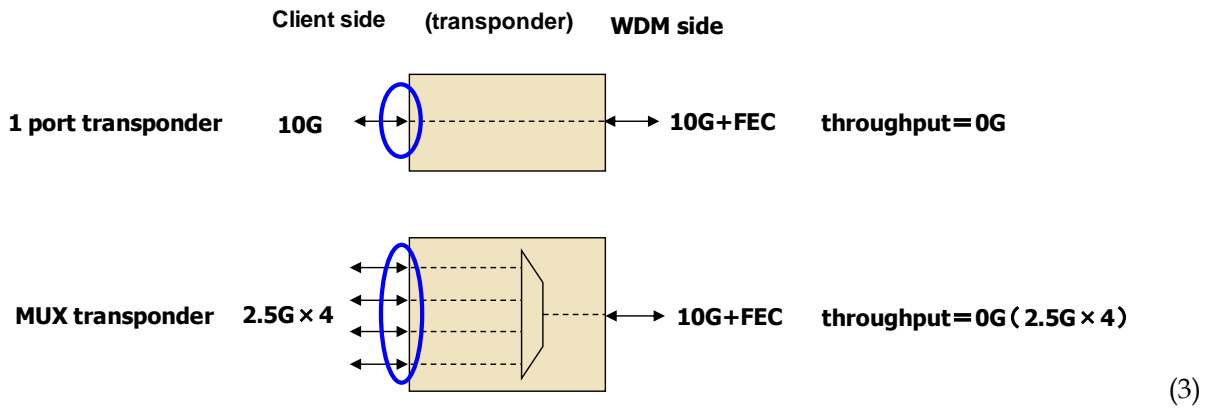 Client side (transponder) WDM side
1 port transponder 10G 10G+FEC throughput=0G
MUX transponder 2.5G×4 10G+FEC throughput=0G(2.5G×4)
(3)